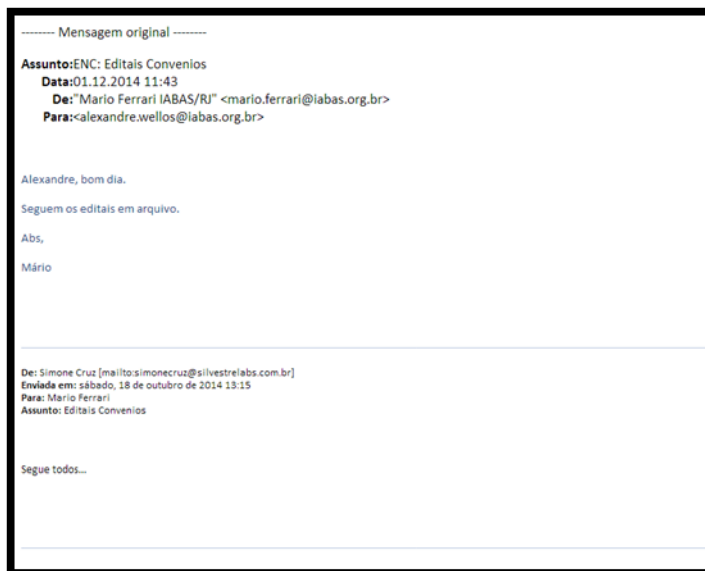 -------- Mensagem original --------
Assunto:ENC: Editais Convenios
Data:01.12.2014 11:43
De:"Mario Ferrari IABAS/RJ" <mario.ferrari@iabas.org.br>
Para:<alexandre.wellos@iabas.org.br>
Alexandre, bom dia.
Seguem os editais em arquivo.
Abs,
Mário
De: Simone Cruz [mailto:simonecruz@silvestrelabs.com.br]
Enviada em: sábado, 18 de outubro de 2014 13:15
Para: Mario Ferrari
Assunto: Editais Convenios
Segue todos...